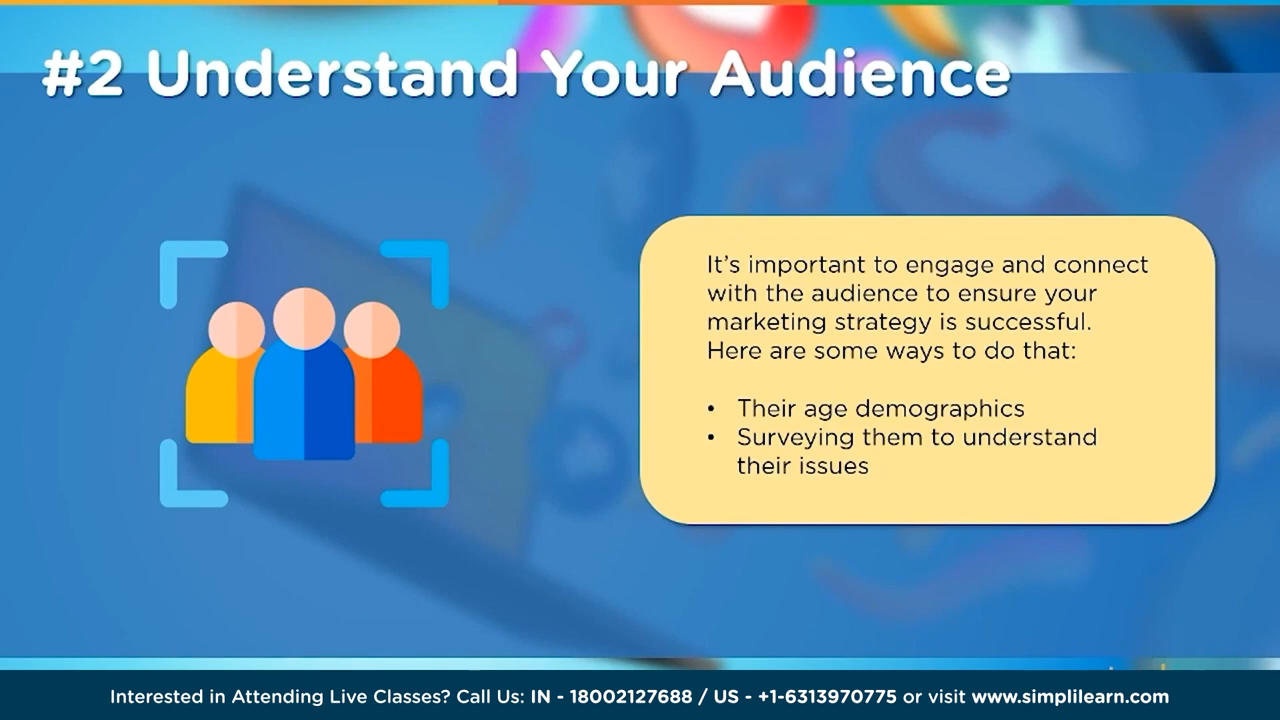 #2 Understand Your Audience
It's important to engage and connect
with the audience to ensure your
marketing strategy is successful.
Here are some ways to do that:
• Their age demographics
• Surveying them to understand
their issues
Interested in Attending Live Classes? Call Us: IN - 18002127688 / US - +1-6313970775 or visit www.simplilearn.com